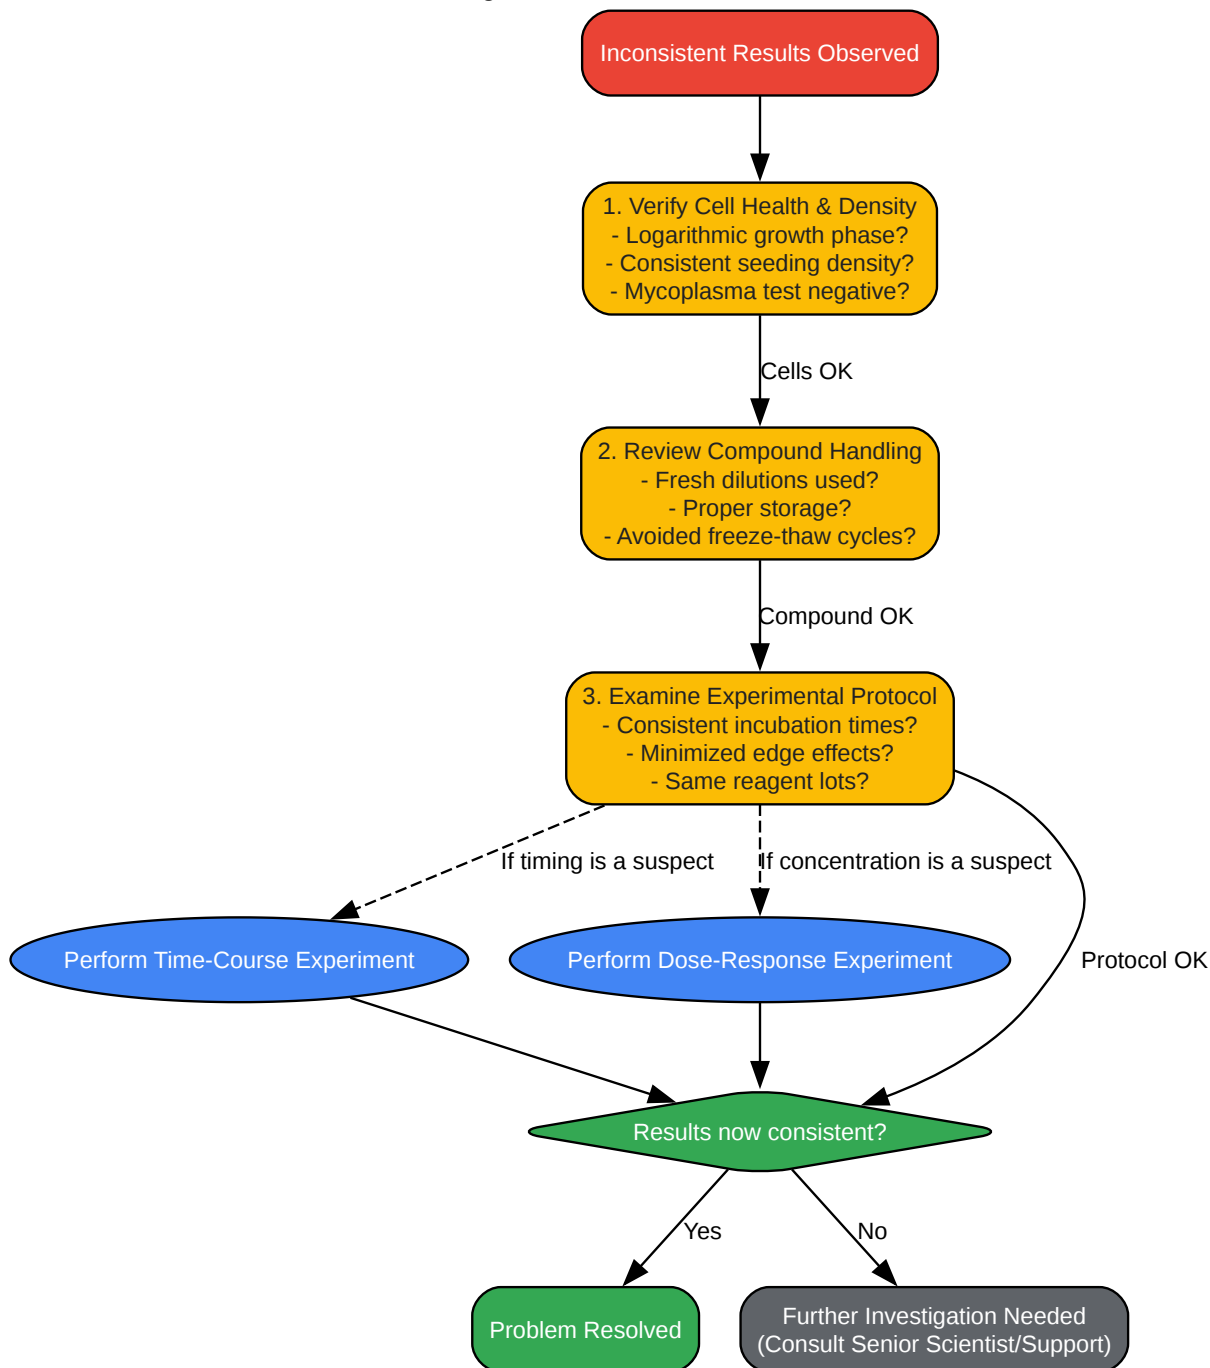 Inconsistent Results Observed
1. Verify Cell Health & Density
- Logarithmic growth phase?
- Consistent seeding density?
- Mycoplasma test negative?
Cells OK
2. Review Compound Handling
- Fresh dilutions used?
- Proper storage?
- Avoided freeze-thaw cycles?
Compound OK
3. Examine Experimental Protocol
- Consistent incubation times?
- Minimized edge effects?
- Same reagent lots?
If timing is a suspect
If concentration is a suspect
Perform Time-Course Experiment
Perform Dose-Response Experiment
Protocol OK
Results now consistent?
Yes
No
Problem Resolved
Further Investigation Needed
(Consult Senior Scientist/Support)